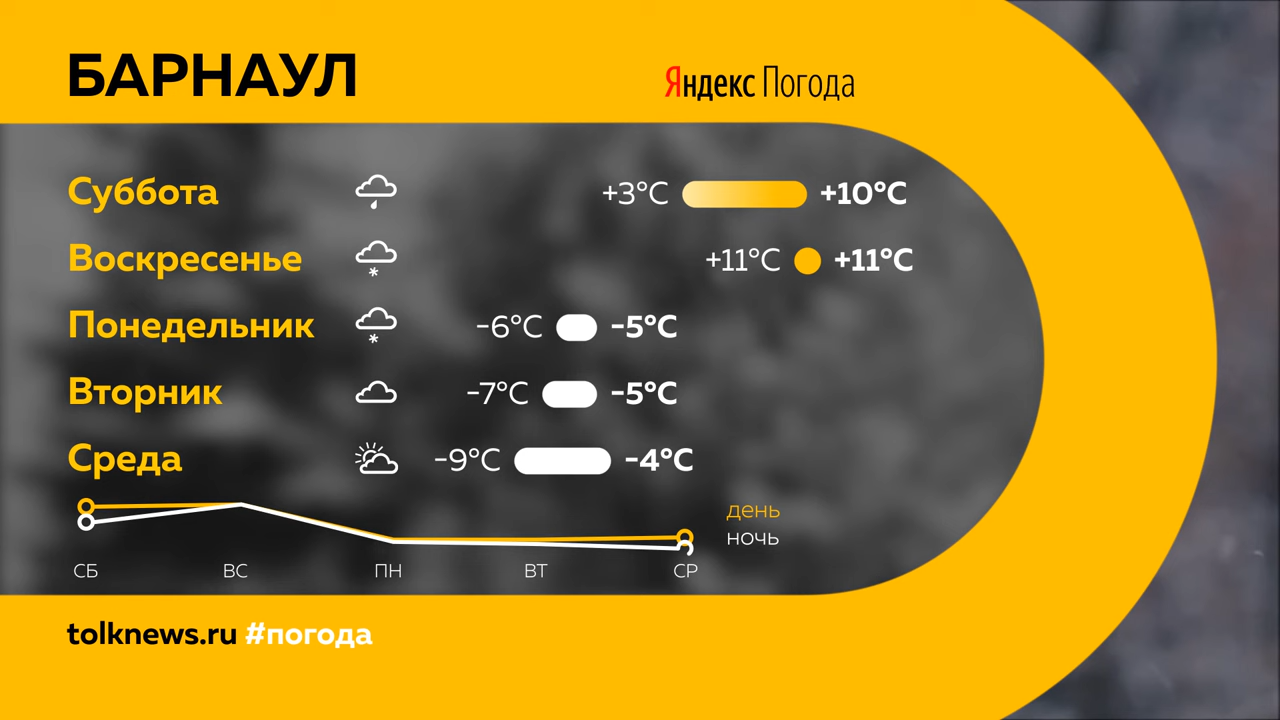 БАРНАУЛ
Яндекс Погода
Суббота +3°C +10°C
Воскресенье +11°C +11°C
Понедельник -6°C -5°C
Вторник -7°C -5°C
Среда -9°C -4°C
день
ночь
СБ ВС ПН ВТ СР
tolknews.ru #погода